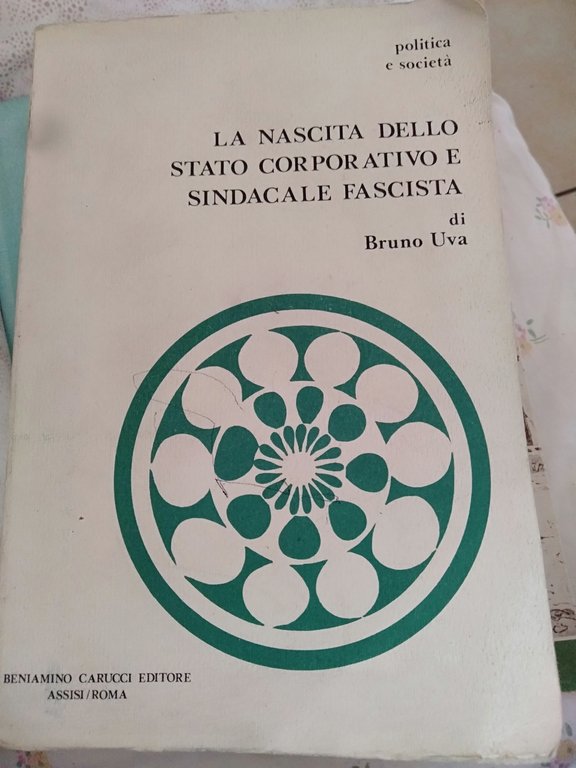 politica
e società
LA NASCITA DELLO
STATO CORPORATIVO E
SINDACALE FASCISTA
di
Bruno Uva
BENIAMINO CARUCCI EDITORE
ASSISI/ROMA